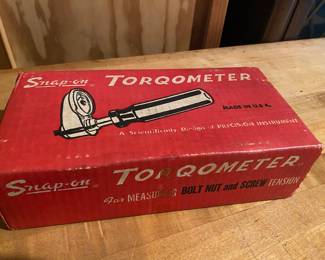 Snap-on TORQOMETER
MADE IN U.S.A.
A Scientifically Designed PRECISION Instrument
Snap-on TORQOMETER
for MEASURING BOLT NUT and SCREW TENSION